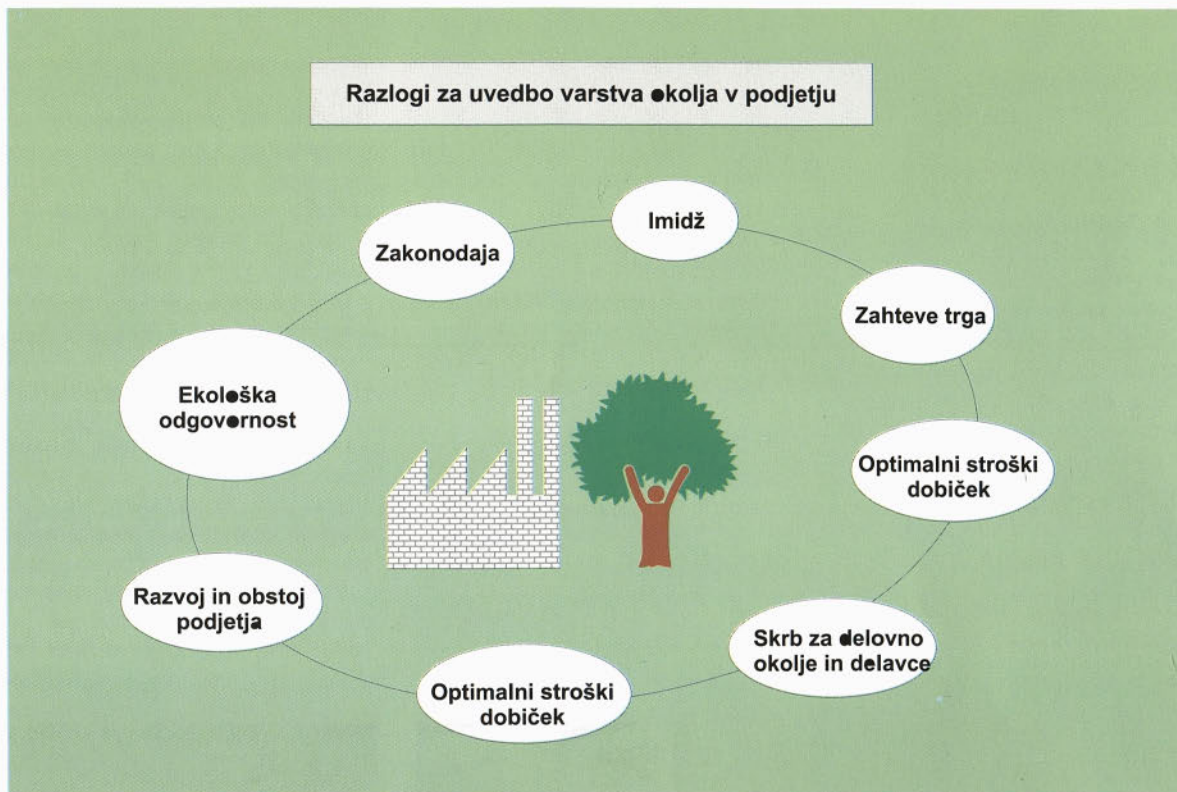 Razlogi za uvedbo varstva okolja v podjetju
Imidž
Zakonodaja
Zahteve trga
Ekološka
odgovornost
Optimalni stroški
dobiček
Razvoj in obstoj
podjetja
Skrb za delovno
okolje in delavce
Optimalni stroški
dobiček